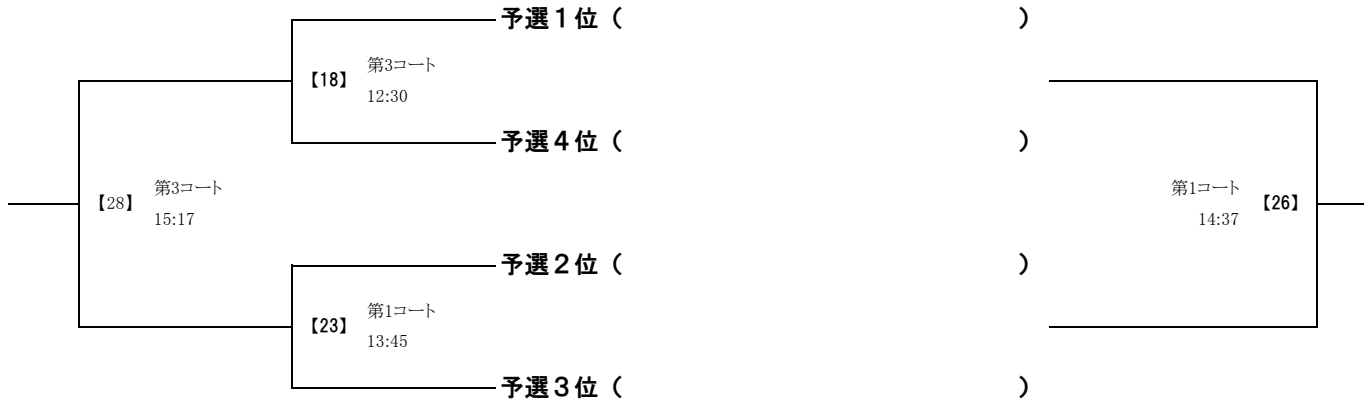 予選1位（ ）
【18】 第3コート
12:30
予選4位（ ）
【28】 第3コート
15:17
第1コート 【26】
14:37
予選2位（ ）
【23】 第1コート
13:45
予選3位（ ）